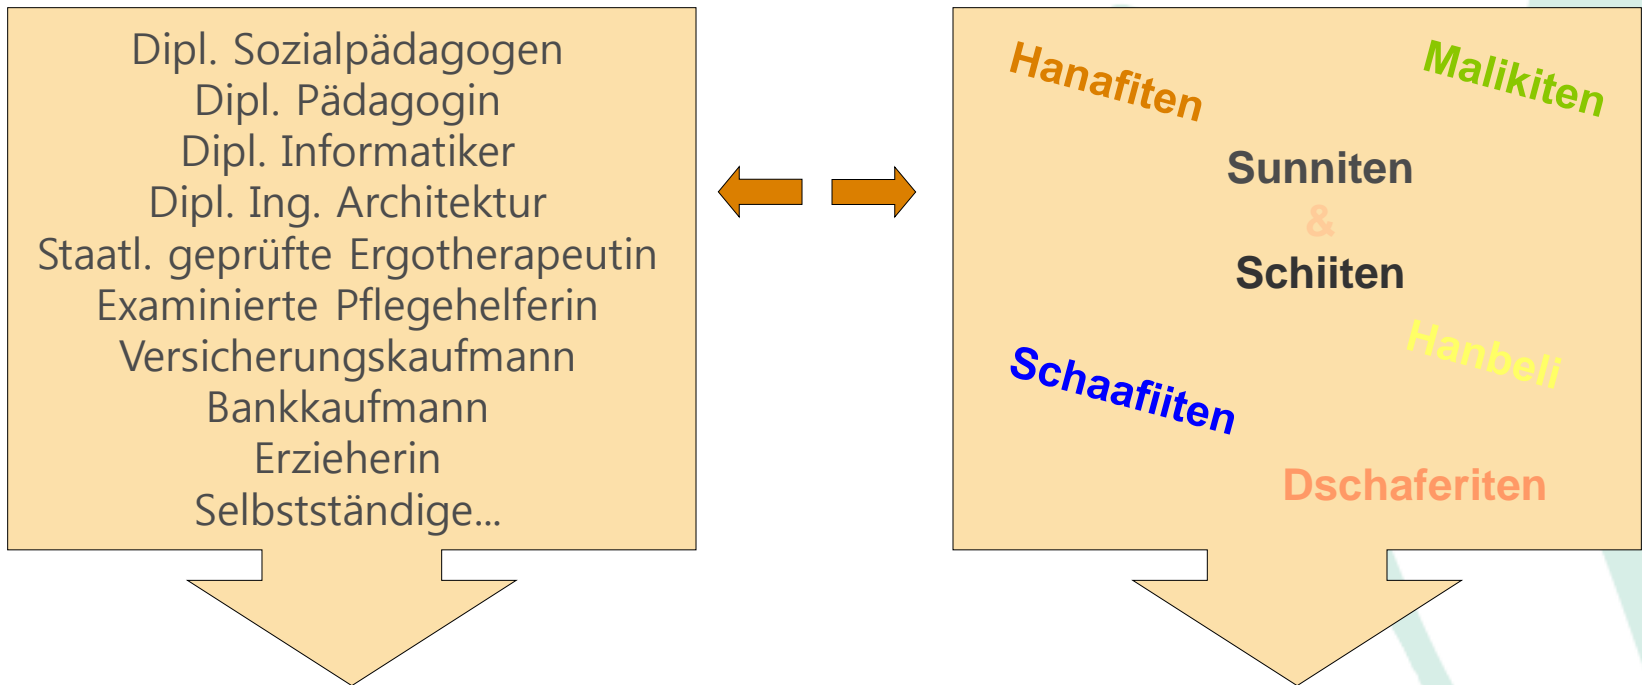 Dipl. Sozialpädagogen
Dipl. Pädagogin
Dipl. Informatiker
Dipl. Ing. Architektur
Staatl. geprüfte Ergotherapeutin
Examinierte Pflegehelferin
Versicherungskaufmann
Bankkaufmann
Erzieherin
Selbstständige...
Hanafiten
Malikiten
Sunniten
&
Schiiten
Hanbeli
Schaafiiten
Dschaferiten